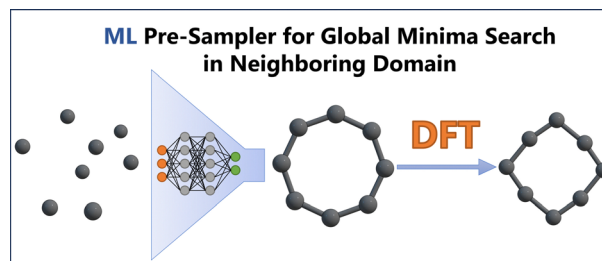 ML Pre-Sampler for Global Minima Search
in Neighboring Domain
DFT